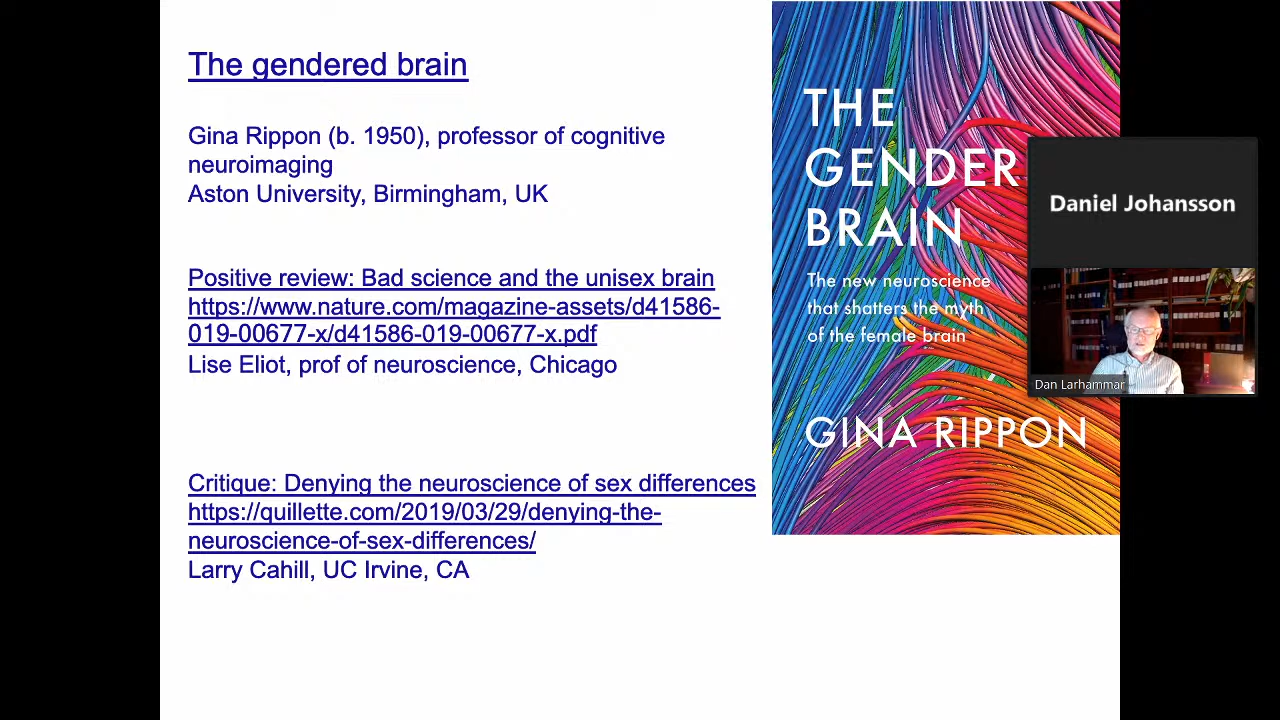 The gendered brain
Gina Rippon (b. 1950), professor of cognitive
neuroimaging
Aston University, Birmingham, UK
Positive review: Bad science and the unisex brain
https://www.nature.com/magazine-assets/d41586-
019-00677-x/d41586-019-00677-x.pdf
Lise Eliot, prof of neuroscience, Chicago
Critique: Denying the neuroscience of sex differences
https://quillette.com/2019/03/29/denying-the-
neuroscience-of-sex-differences/
Larry Cahill, UC Irvine, CA
THE
GENDER
BRAIN
The new neuroscience
that shatters the myth
of the female brain
GINA RIPPON
Daniel Johansson
Dan Larhammar